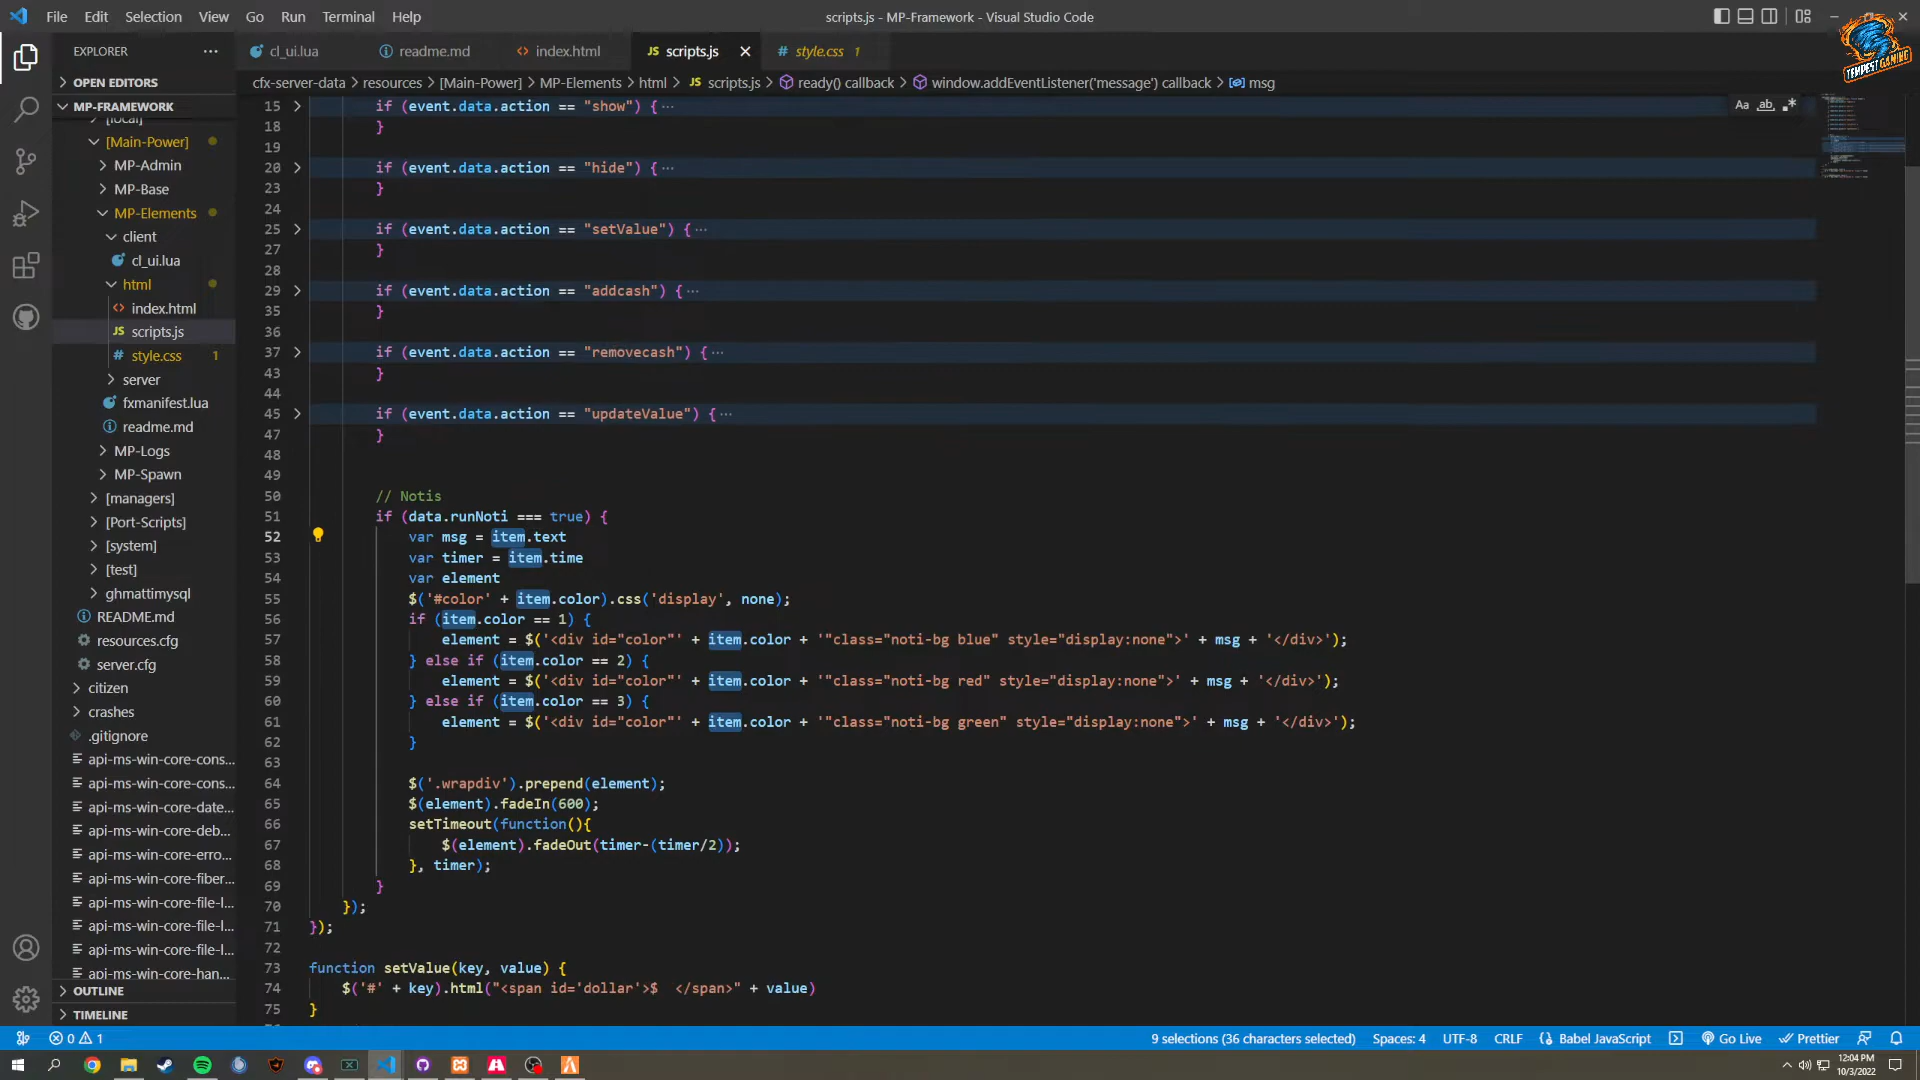 File Edit Selection View Go Run Terminal Help
scripts.js - MP-Framework - Visual Studio Code
TEMPEST GAMING
EXPLORER
cl_ui.lua
readme.md
index.html
JS scripts.js
# style.css 1
cfx-server-data > resources > [Main-Power] > MP-Elements > html > JS scripts.js > ready() callback > window.addEventListener('message') callback > msg
OPEN EDITORS
MP-FRAMEWORK
[local]
[Main-Power]
MP-Admin
MP-Base
MP-Elements
client
cl_ui.lua
html
index.html
JS scripts.js
# style.css 1
server
fxmanifest.lua
readme.md
MP-Logs
MP-Spawn
[managers]
[Port-Scripts]
[system]
[test]
ghmattimysql
README.md
resources.cfg
server.cfg
citizen
crashes
.gitignore
api-ms-win-core-cons...
api-ms-win-core-cons...
api-ms-win-core-date...
api-ms-win-core-deb...
api-ms-win-core-erro...
api-ms-win-core-fiber...
api-ms-win-core-file-l...
api-ms-win-core-file-l...
api-ms-win-core-file-l...
api-ms-win-core-han...
OUTLINE
TIMELINE
Aa ab
15 if (event.data.action == "show") {···
18 }
19
20 if (event.data.action == "hide") {···
23 }
24
25 if (event.data.action == "setValue") {···
27 }
28
29 if (event.data.action == "addcash") {···
35 }
36
37 if (event.data.action == "removecash") {···
43 }
44
45 if (event.data.action == "updateValue") {···
47 }
48
49
50 // Notis
51 if (data.runNoti === true) {
52 var msg = item.text
53 var timer = item.time
54 var element
55 $('#color' + item.color).css('display', none);
56 if (item.color == 1) {
57 element = $('<div id="color"' + item.color + '"class="noti-bg blue" style="display:none">' + msg + '</div>');
58 } else if (item.color == 2) {
59 element = $('<div id="color"' + item.color + '"class="noti-bg red" style="display:none">' + msg + '</div>');
60 } else if (item.color == 3) {
61 element = $('<div id="color"' + item.color + '"class="noti-bg green" style="display:none">' + msg + '</div>');
62 }
63
64 $('.wrapdiv').prepend(element);
65 $(element).fadeIn(600);
66 setTimeout(function(){
67 $(element).fadeOut(timer-(timer/2));
68 }, timer);
69 }
70 });
71 });
72
73 function setValue(key, value) {
74 $('#' + key).html("<span id='dollar'>$ </span>" + value)
75 }
0 1
9 selections (36 characters selected) Spaces: 4 UTF-8 CRLF Babel JavaScript Go Live Prettier
12:04 PM
10/3/2022